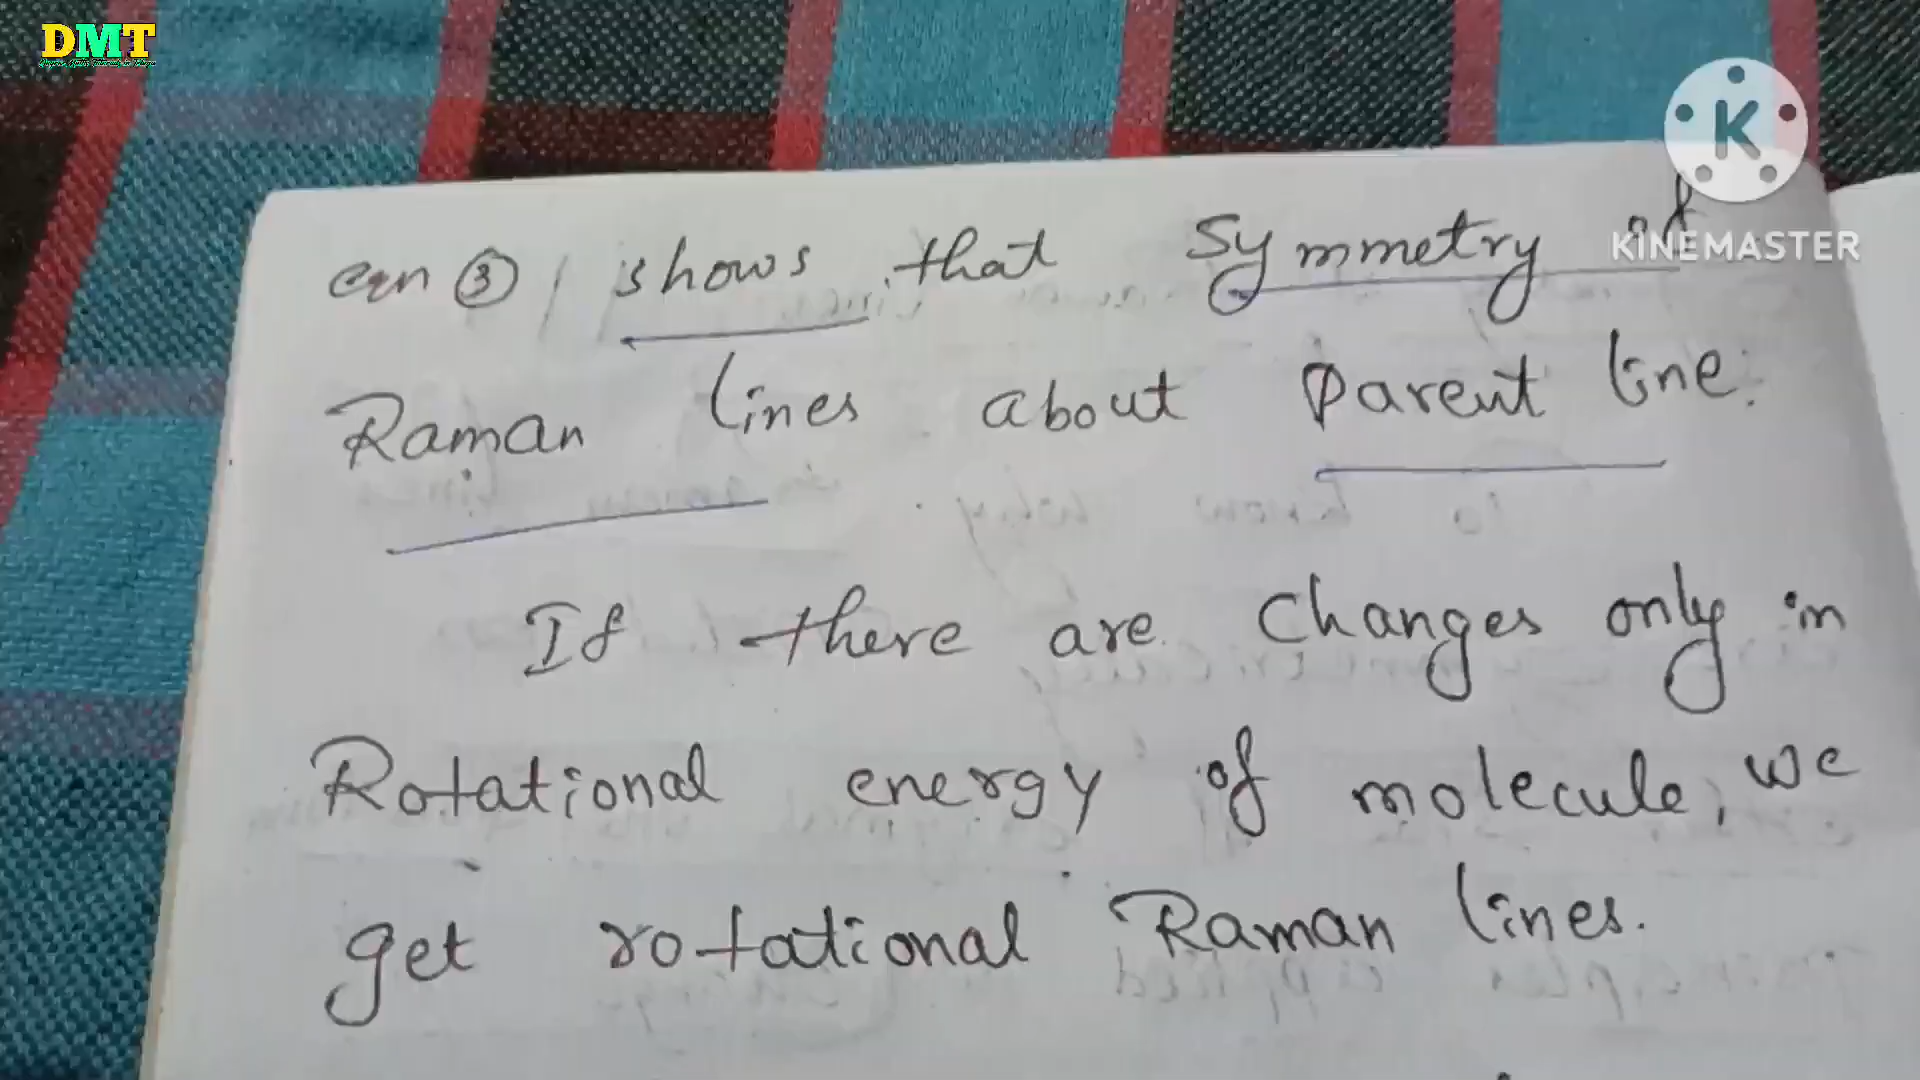 DMT
KINEMASTER
eqn ③ shows that Symmetry of
Raman lines about Parent line.
If there are changes only in
Rotational energy of molecule, we
get rotational Raman lines.